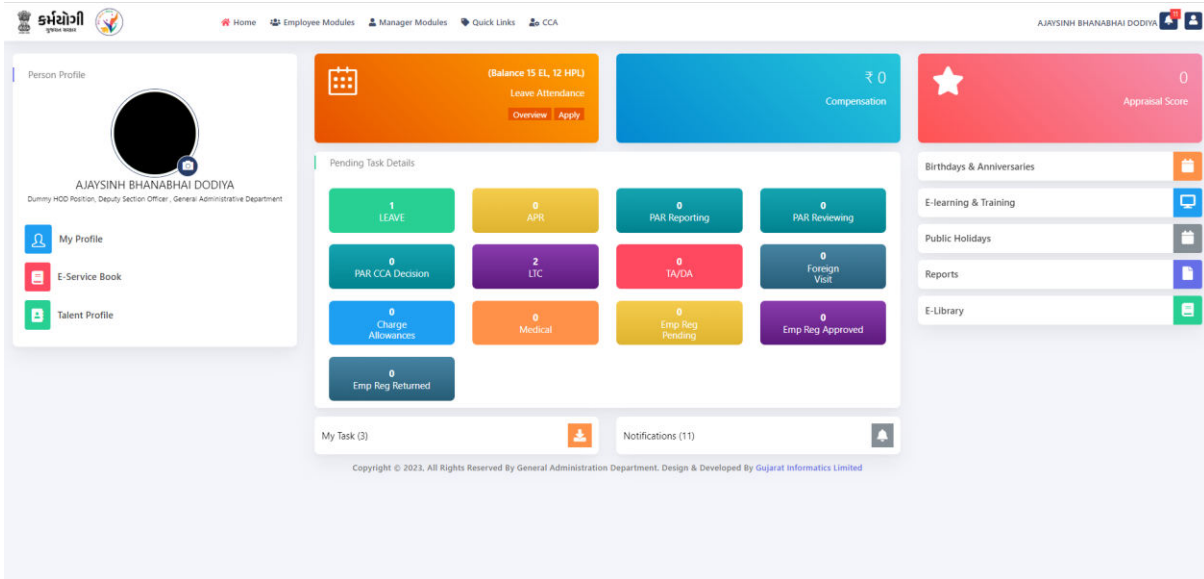 કર્મયોગી
ગુજરાત સરકાર
Home Employee Modules Manager Modules Quick Links CCA
AJAYSINH BHANABHAI DODIYA
Person Profile
AJAYSINH BHANABHAI DODIYA
Dummy HOD Position, Deputy Section Officer , General Administrative Department
My Profile
E-Service Book
Talent Profile
(Balance 15 EL, 12 HPL)
Leave Attendance
Overview Apply
₹ 0
Compensation
0
Appraisal Score
Pending Task Details
1
LEAVE
0
APR
0
PAR Reporting
0
PAR Reviewing
0
PAR CCA Decision
2
LTC
0
TA/DA
0
Foreign
Visit
0
Charge
Allowances
0
Medical
0
Emp Reg
Pending
0
Emp Reg Approved
0
Emp Reg Returned
My Task (3)
Notifications (11)
Birthdays & Anniversaries
E-learning & Training
Public Holidays
Reports
E-Library
Copyright © 2023, All Rights Reserved By General Administration Department. Design & Developed By Gujarat Informatics Limited